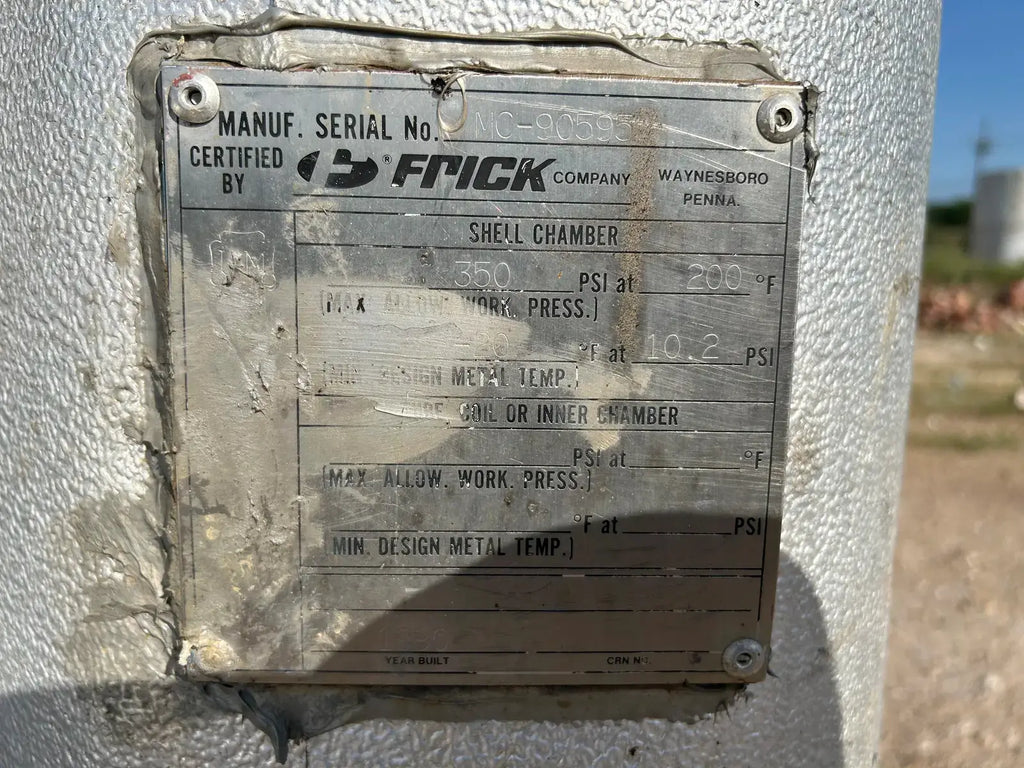 MANUF. SERIAL No. MC-90595
CERTIFIED BY
® FRICK COMPANY WAYNESBORO PENNA.
SHELL CHAMBER
350 PSI at 200 °F
(MAX ALLOW. WORK. PRESS.)
°F at 10.2 PSI
(MIN. DESIGN METAL TEMP.)
COIL OR INNER CHAMBER
PSI at °F
(MAX. ALLOW. WORK. PRESS.)
°F at PSI
(MIN. DESIGN METAL TEMP.)
YEAR BUILT CRN No.